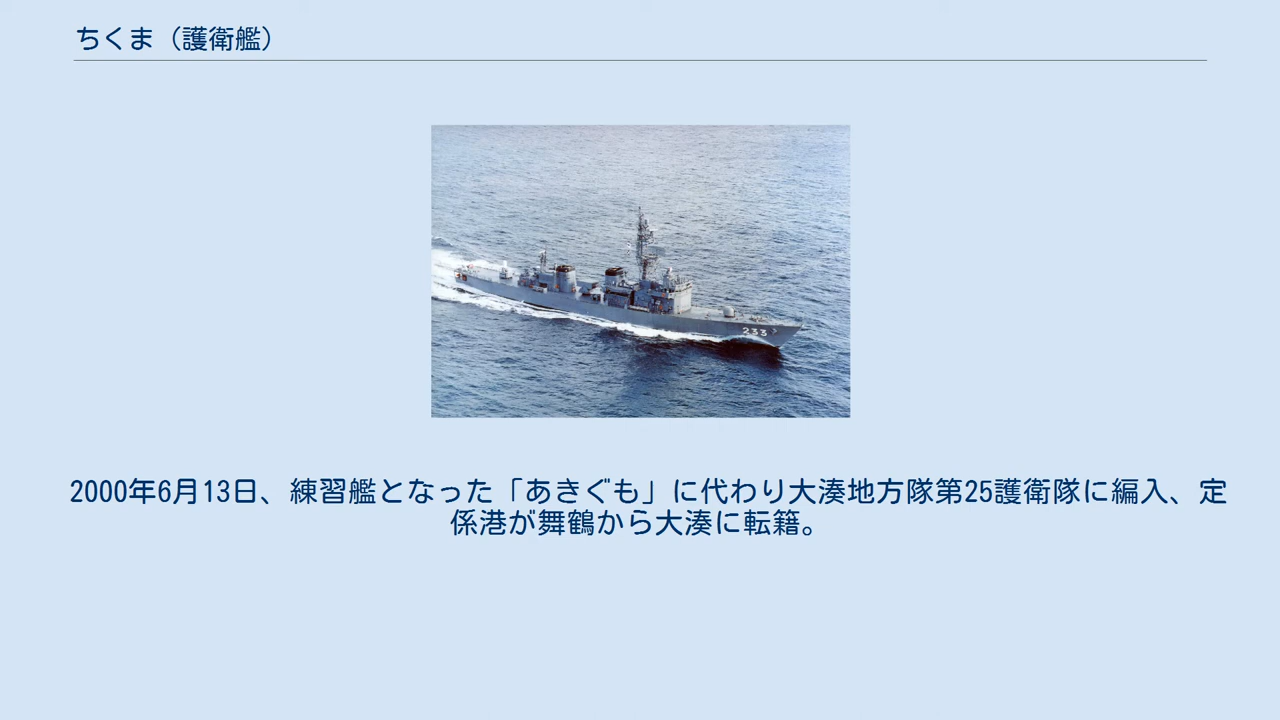 ちくま（護衛艦）
233
2000年6月13日、練習艦となった「あきぐも」に代わり大湊地方隊第25護衛隊に編入、定
係港が舞鶴から大湊に転籍。